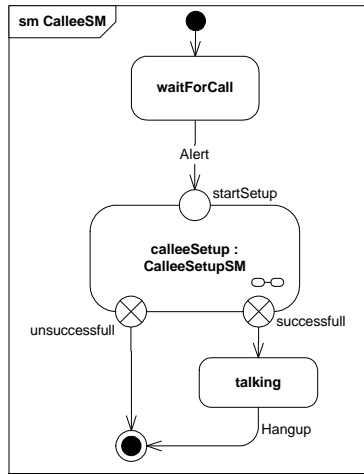 sm CalleeSM
waitForCall
Alert
startSetup
calleeSetup :
CalleeSetupSM
unsuccessfull
successfull
talking
Hangup